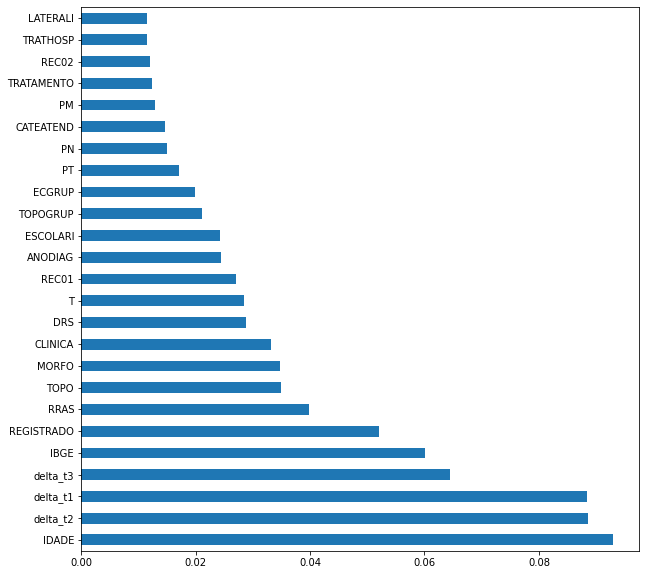 LATERALI
TRATHOSP
REC02
TRATAMENTO
PM
CATEATEND
PN
PT
ECGRUP
TOPOGRUP
ESCOLARI
ANODIAG
REC01
T
DRS
CLINICA
MORFO
TOPO
RRAS
REGISTRADO
IBGE
delta_t3
delta_t1
delta_t2
IDADE
0.00 0.02 0.04 0.06 0.08